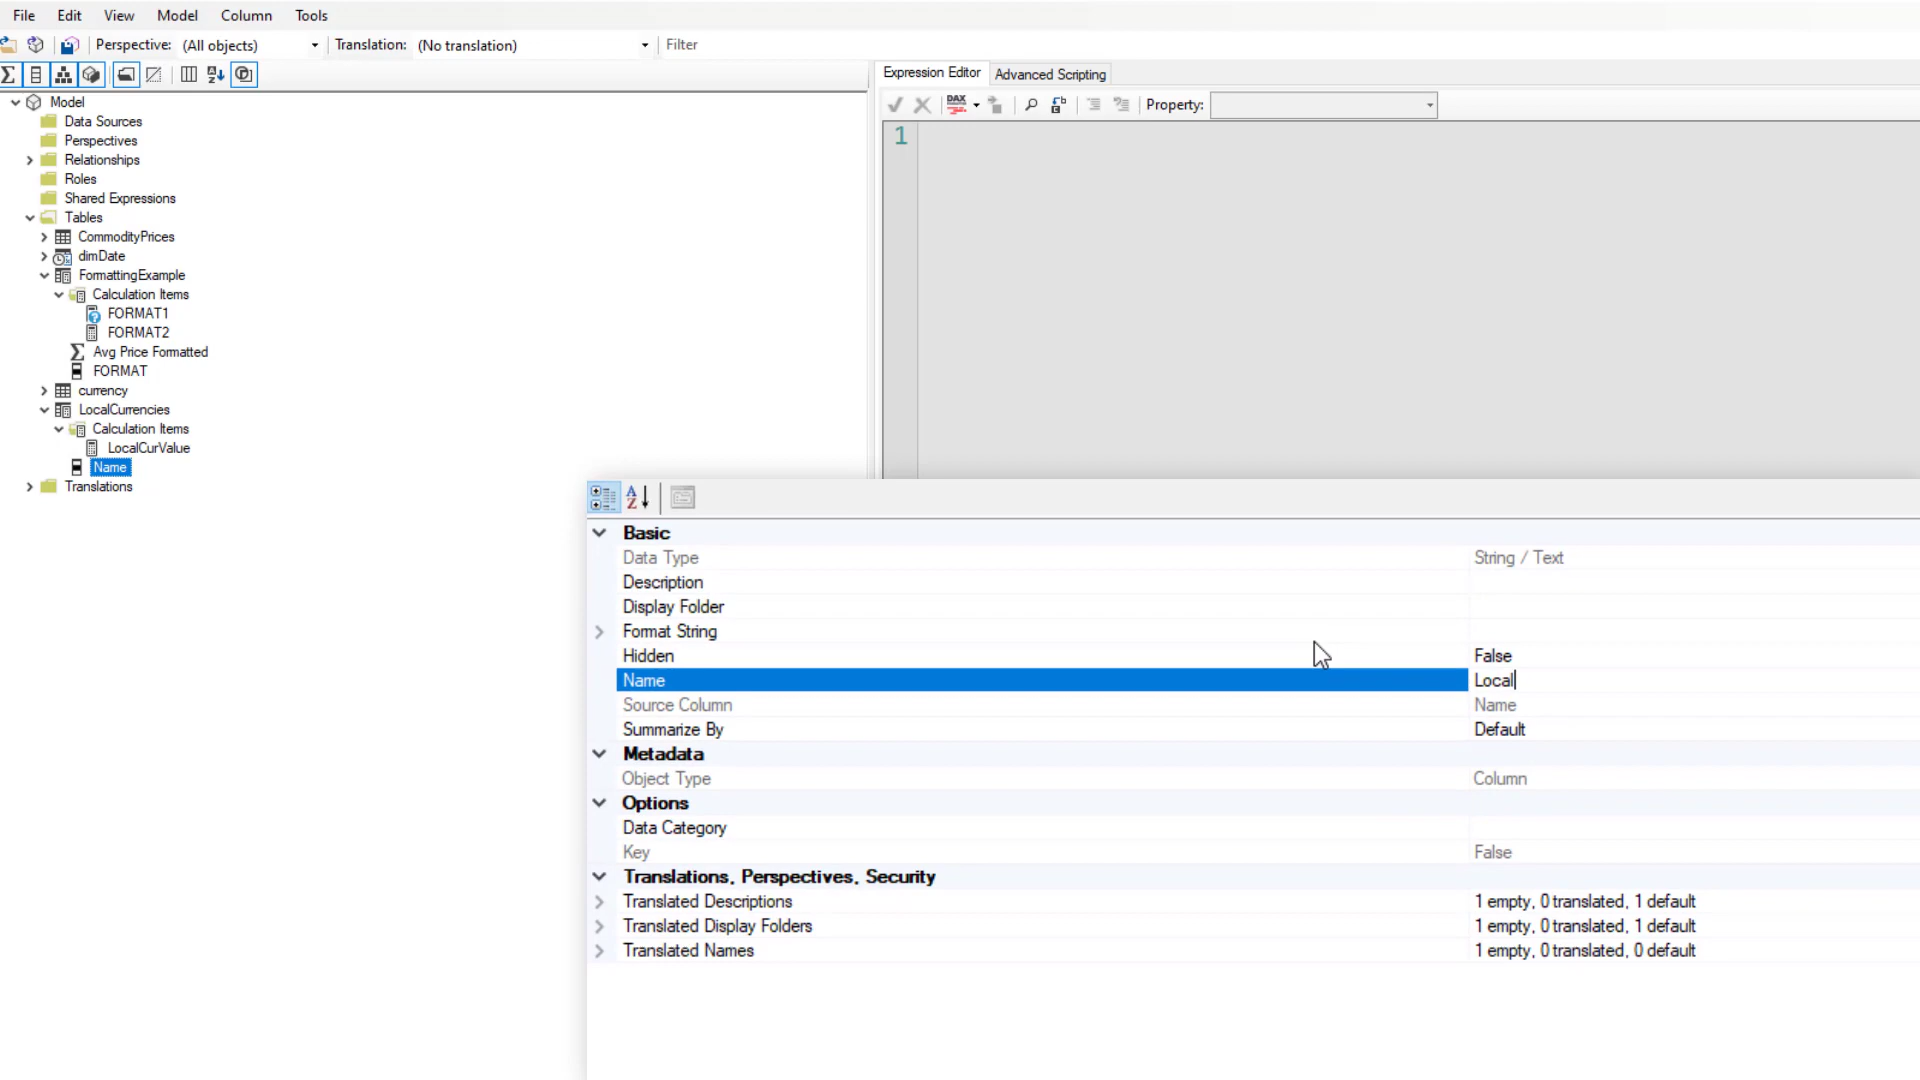 File Edit View Model Column Tools
Perspective: (All objects) Translation: (No translation) Filter
Expression Editor Advanced Scripting
DAX Property:
1
Model
Data Sources
Perspectives
Relationships
Roles
Shared Expressions
Tables
CommodityPrices
dimDate
FormattingExample
Calculation Items
FORMAT1
FORMAT2
Avg Price Formatted
FORMAT
currency
LocalCurrencies
Calculation Items
LocalCurValue
Name
Translations
Basic
Data Type String / Text
Description
Display Folder
Format String
Hidden False
Name Local
Source Column Name
Summarize By Default
Metadata
Object Type Column
Options
Data Category
Key False
Translations, Perspectives, Security
Translated Descriptions 1 empty, 0 translated, 1 default
Translated Display Folders 1 empty, 0 translated, 1 default
Translated Names 1 empty, 0 translated, 0 default